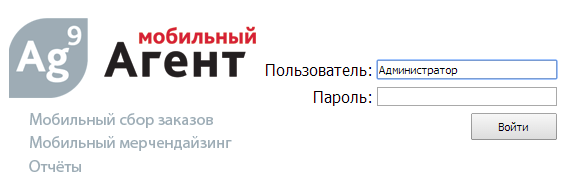 Ag9
мобильный
Агент
Мобильный сбор заказов
Мобильный мерчендайзинг
Отчёты
Пользователь: Администратор
Пароль:
Войти